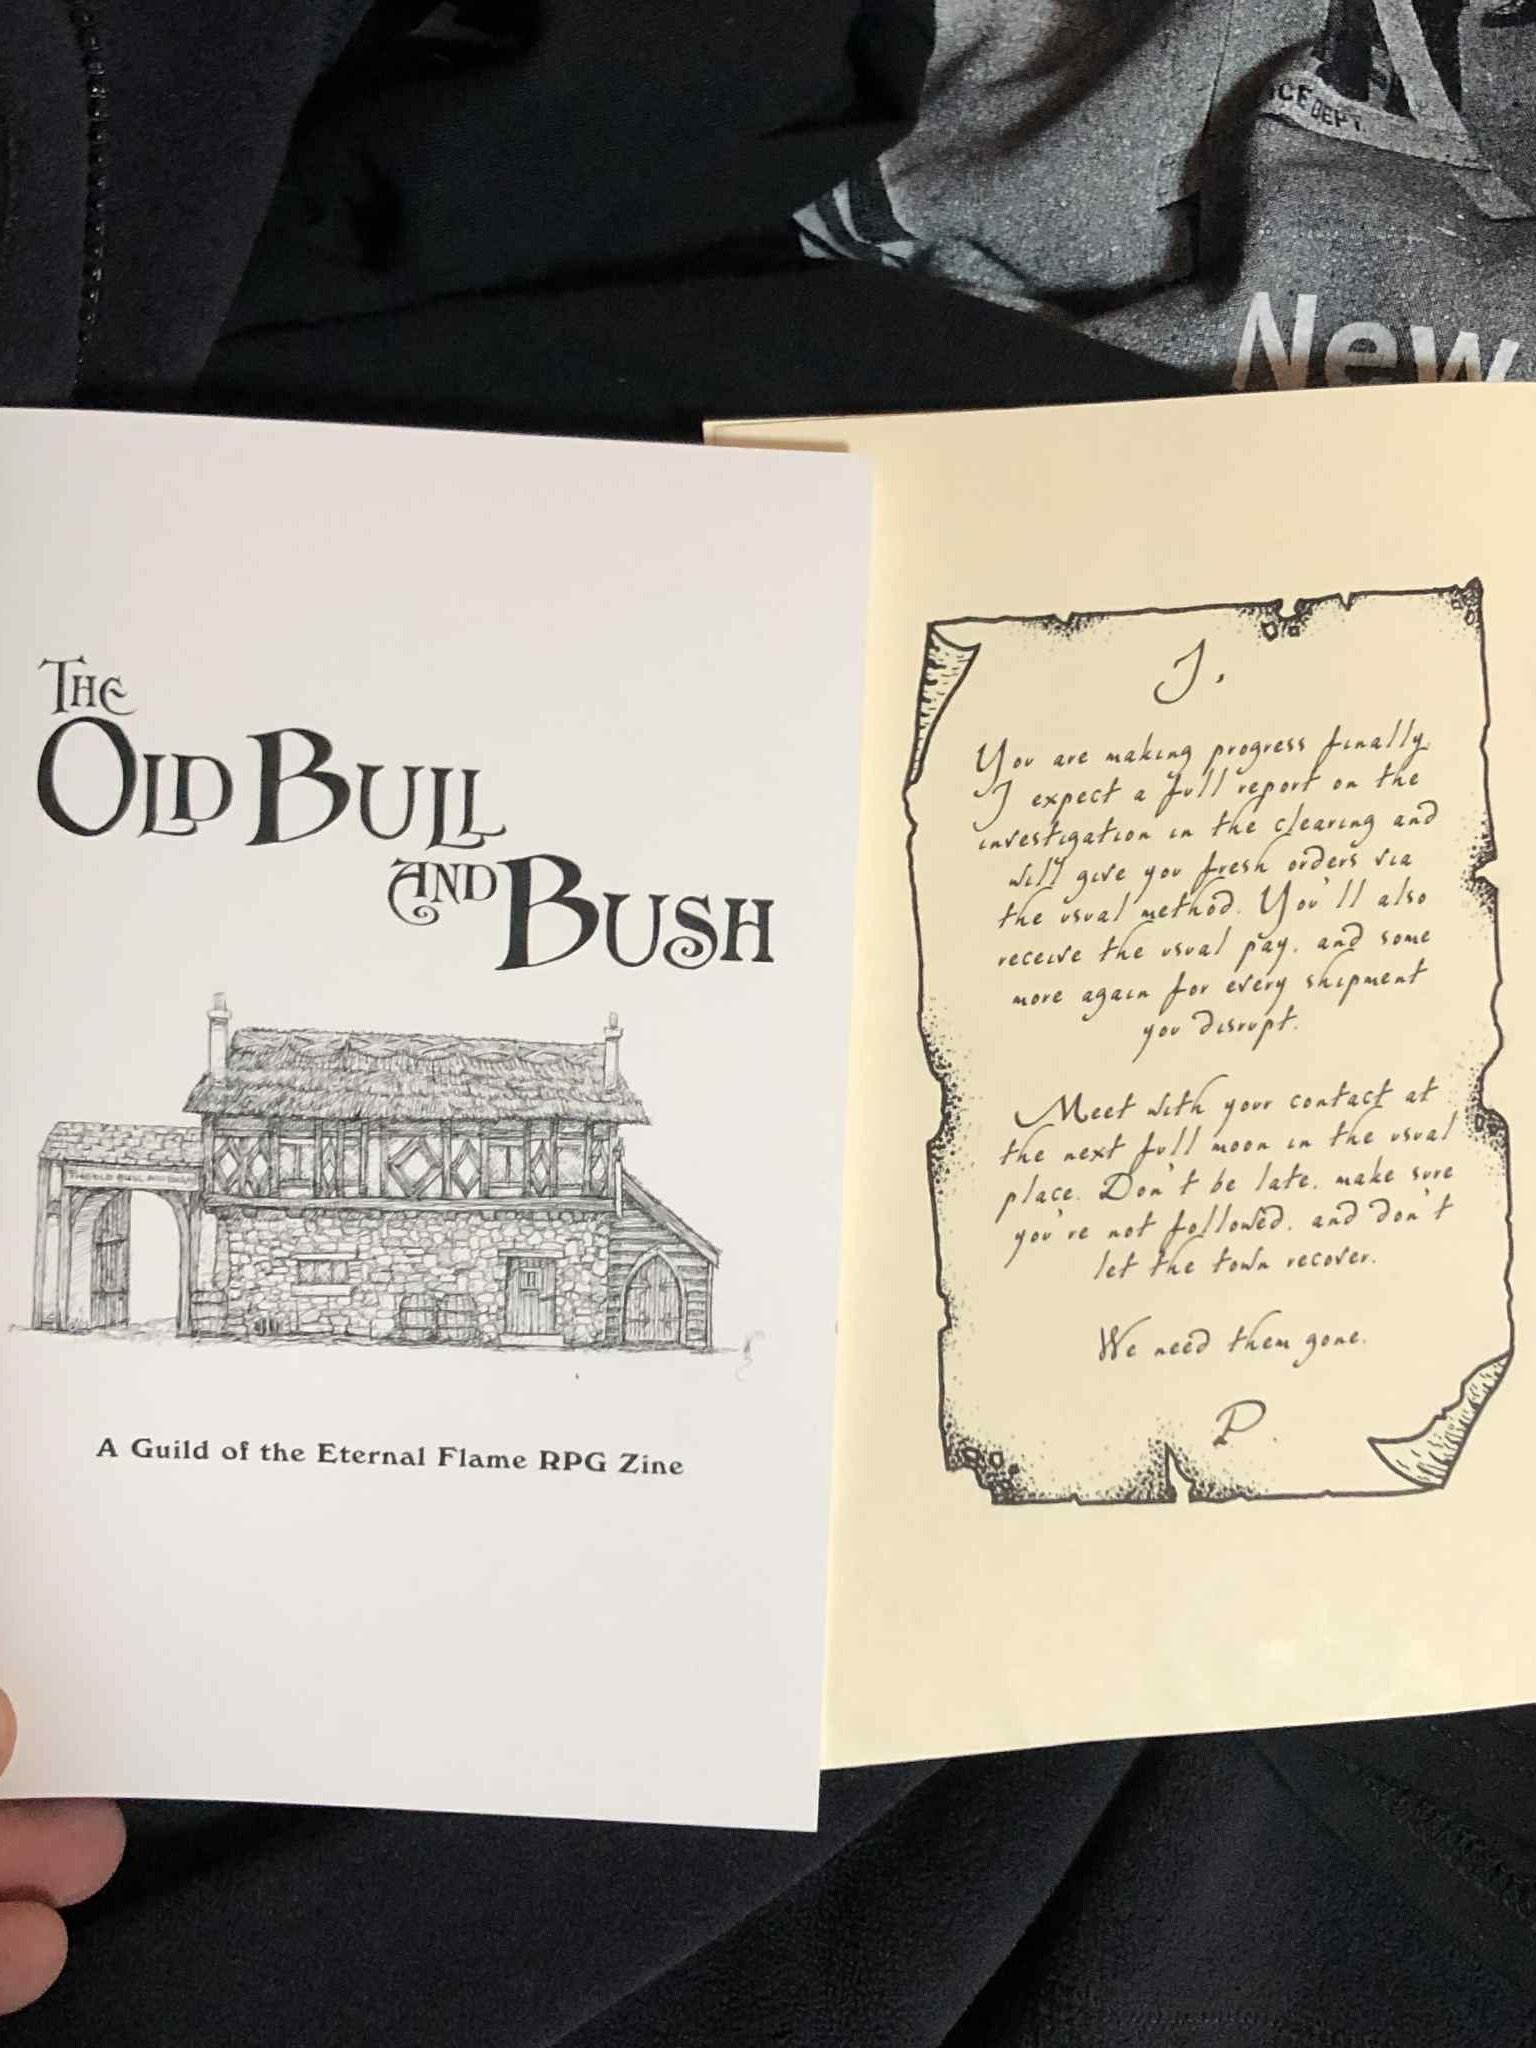 ICE DEPT
New
THE
OLD BULL
AND BUSH
A Guild of the Eternal Flame RPG Zine
J,
You are making progress finally.
I expect a full report on the
investigation in the clearing and
will give you fresh orders via
the usual method. You'll also
receive the usual pay, and some
more again for every shipment
you disrupt.
Meet with your contact at
the next full moon in the usual
place. Don't be late, make sure
you're not followed, and don't
let the town recover.
We need them gone.
P.